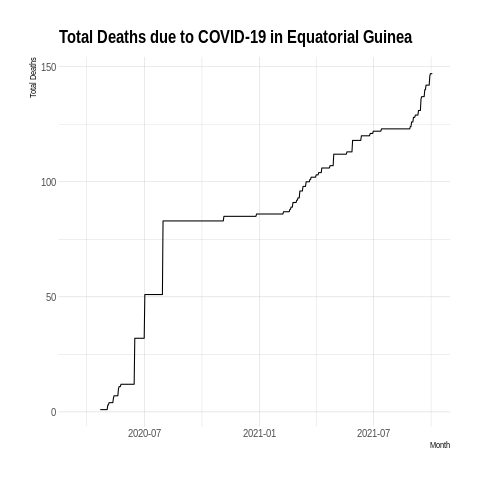 Total Deaths due to COVID-19 in Equatorial Guinea
Total Deaths
150
100
50
0
2020-07
2021-01
2021-07
Month